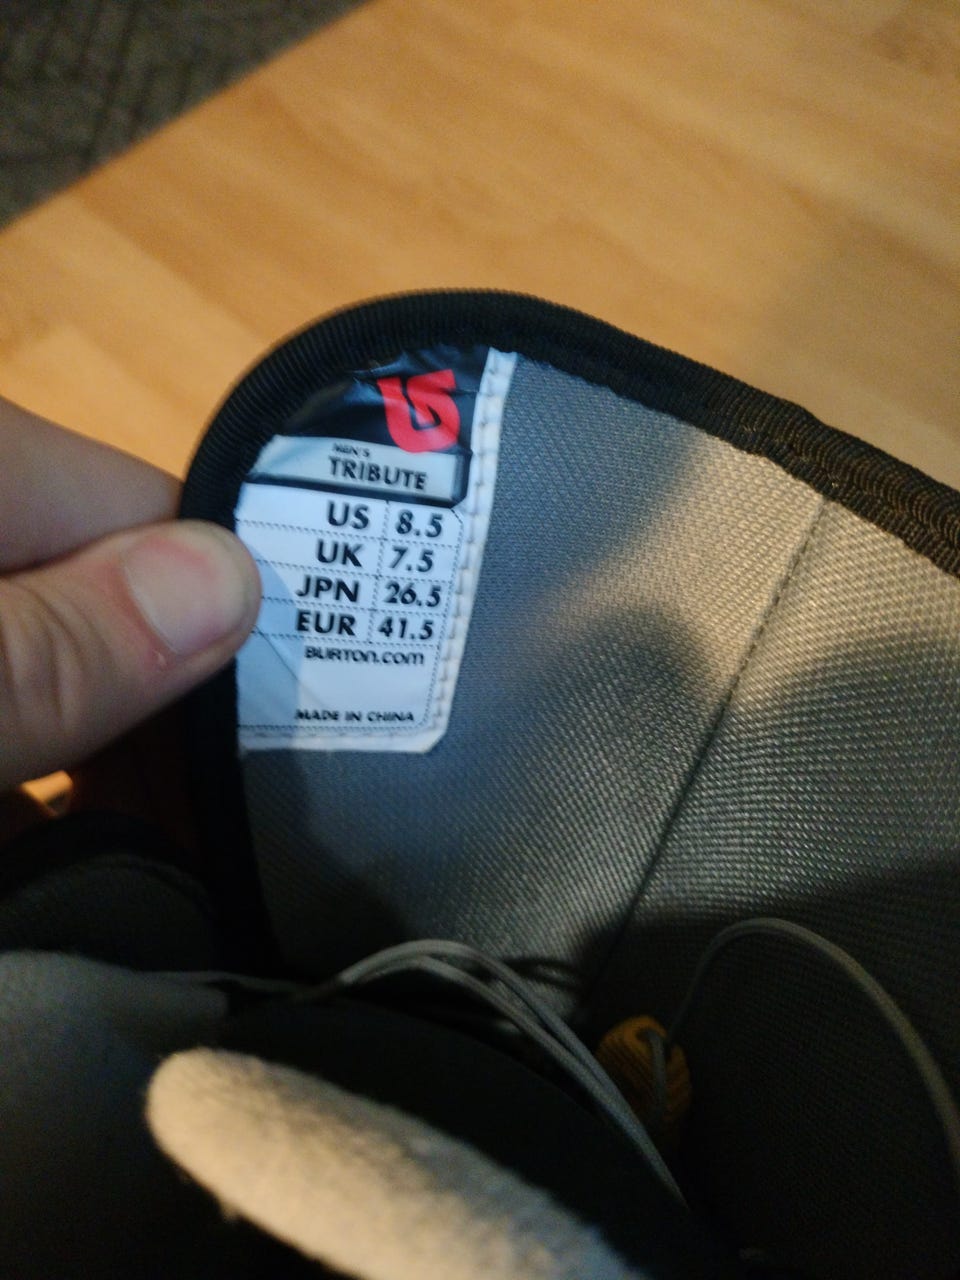 MEN'S
TRIBUTE
US 8.5
UK 7.5
JPN 26.5
EUR 41.5
BURTON.COM
MADE IN CHINA